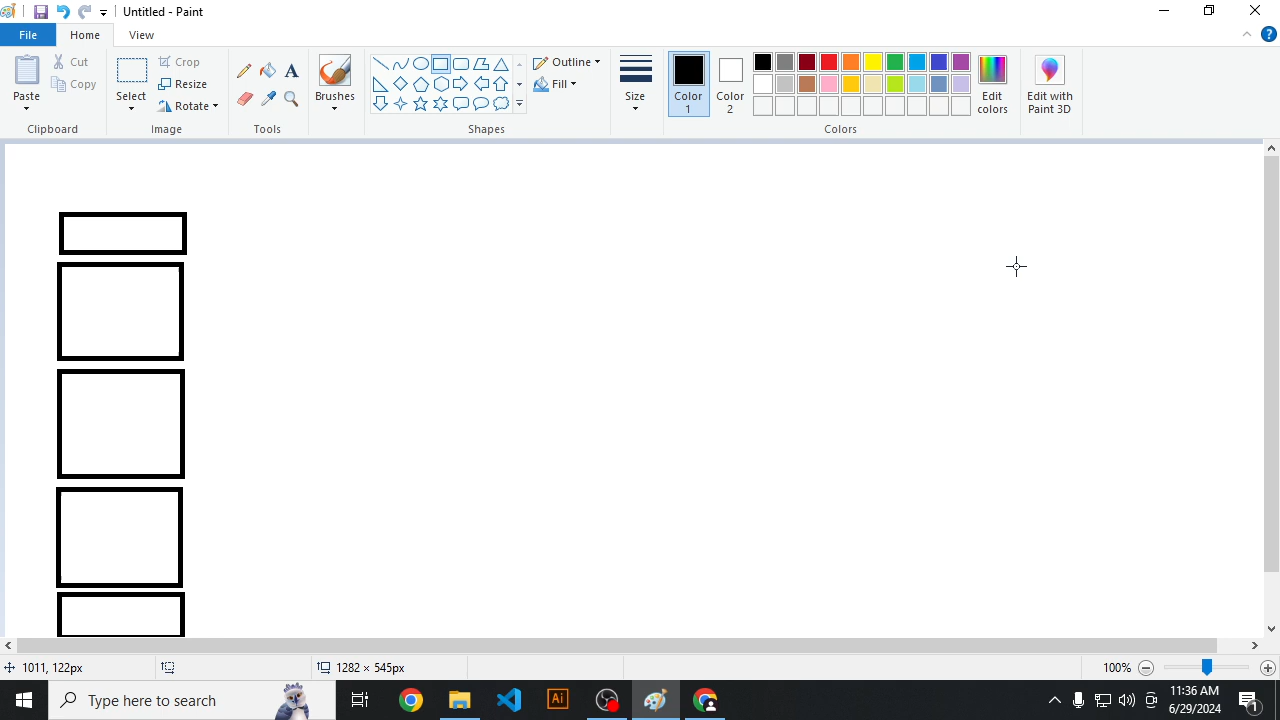 Untitled - Paint
File Home View
Paste
Cut
Copy
Clipboard
Select
Crop
Resize
Rotate
Image
Tools
Brushes
Shapes
Outline
Fill
Size
Color 1
Color 2
Colors
Edit colors
Edit with Paint 3D
1011, 122px
1282 × 545px
100%
Type here to search
Ai
11:36 AM
6/29/2024
1